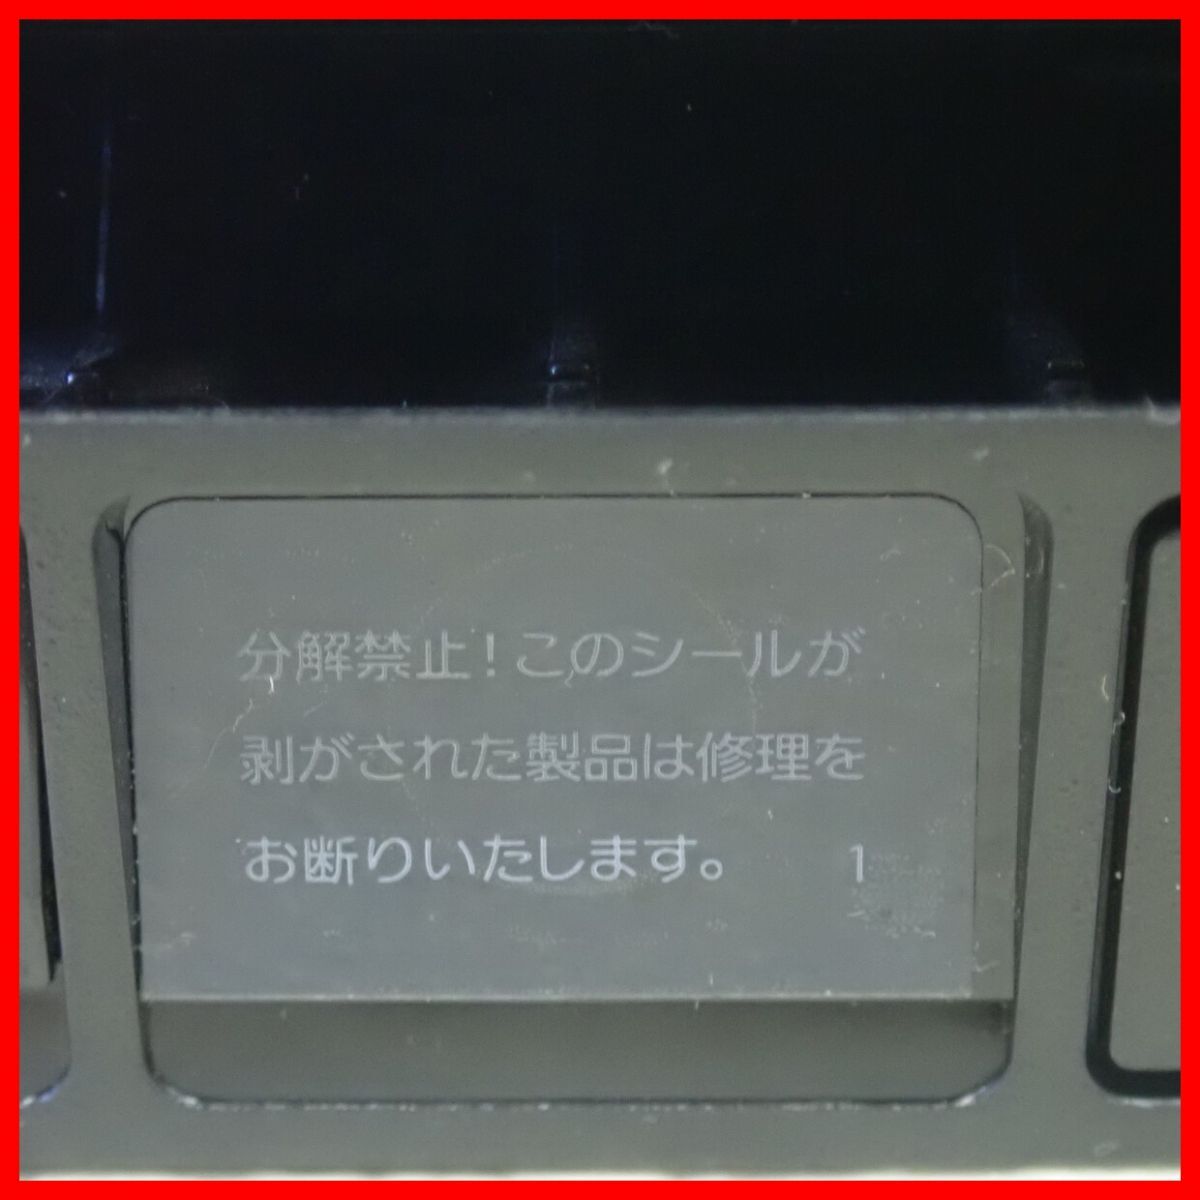 分解禁止!このシールが
剥がされた製品は修理を
お断りいたします。 1